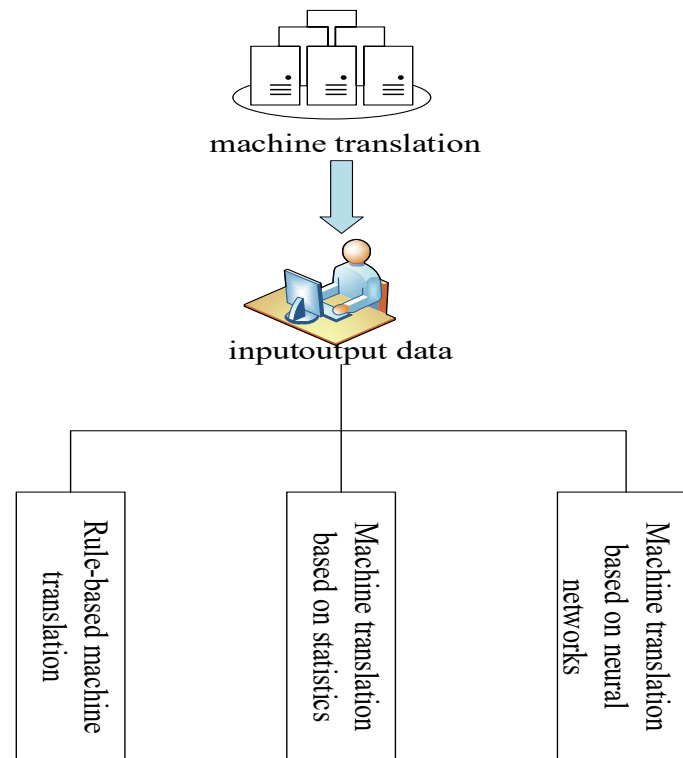 machine translation
inputoutput data
Rule-based machine
translation
Machine translation
based on statistics
Machine translation
based on neural
networks